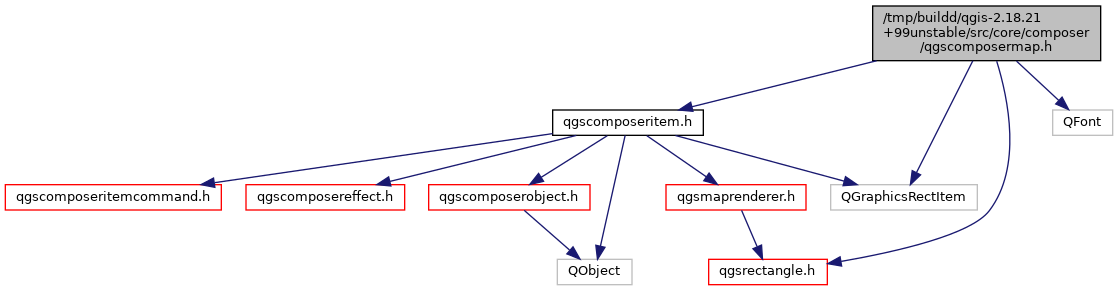 /tmp/buildd/qgis-2.18.21
+99unstable/src/core/composer
/qgscomposermap.h
qgscomposeritem.h
QFont
qgscomposeritemcommand.h
qgscomposereffect.h
qgscomposerobject.h
qgsmaprenderer.h
QGraphicsRectItem
QObject
qgsrectangle.h